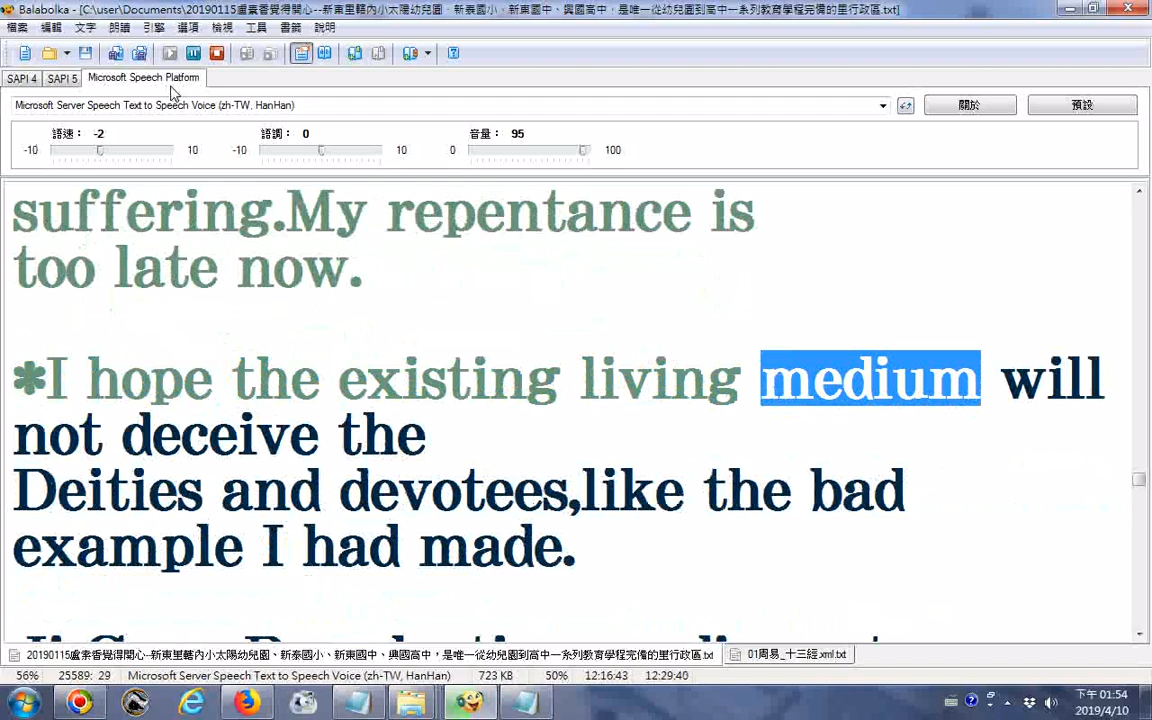 Balabolka - [C:\user\Documents\20190115盧素香覺得開心--新東里轄內小太陽幼兒園、新泰國小、新東國中、興國高中，是唯一從幼兒園到高中一系列教育學程完備的里行政區.txt]
檔案 編輯 文字 朗讀 引擎 選項 檢視 工具 書籤 說明
SAPI 4 SAPI 5 Microsoft Speech Platform
Microsoft Server Speech Text to Speech Voice (zh-TW, HanHan) 關於 預設
語速： -2 語調： 0 音量： 95
-10 10 -10 10 0 100
suffering.My repentance is
too late now.
✽I hope the existing living medium will
not deceive the
Deities and devotees,like the bad
example I had made.
20190115盧素香覺得開心--新東里轄內小太陽幼兒園、新泰國小、新東國中、興國高中，是唯一從幼兒園到高中一系列教育學程完備的里行政區.txt 01周易_十三經.xml.txt
56% 25589: 29 Microsoft Server Speech Text to Speech Voice (zh-TW, HanHan) 723 KB 50% 12:16:43 12:29:40
下午 01:54
2019/4/10